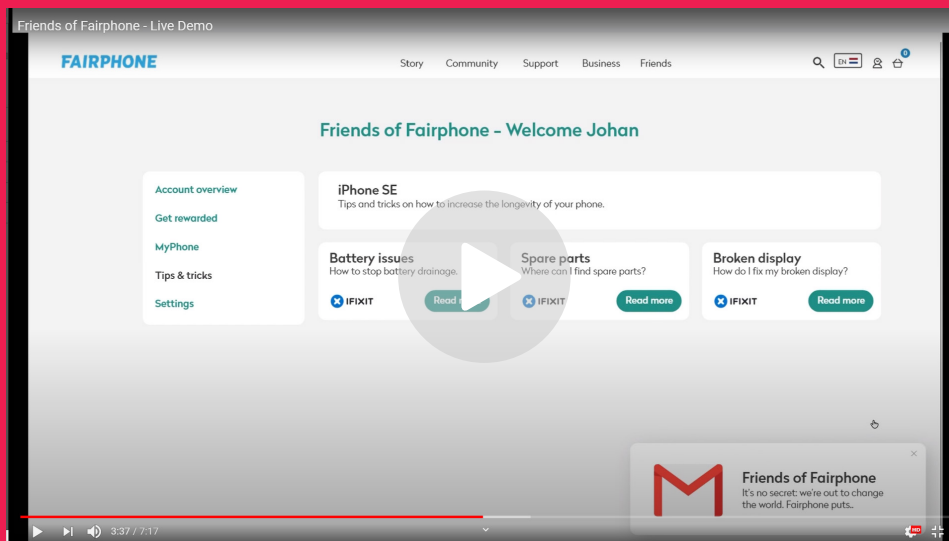 Friends of Fairphone - Live Demo
FAIRPHONE
Story Community Support Business Friends
EN
0
Friends of Fairphone - Welcome Johan
Account overview
Get rewarded
MyPhone
Tips & tricks
Settings
iPhone SE
Tips and tricks on how to increase the longevity of your phone.
Battery issues
How to stop battery drainage.
IFIXIT Read more
Spare parts
Where can I find spare parts?
IFIXIT Read more
Broken display
How do I fix my broken display?
IFIXIT Read more
Friends of Fairphone
It's no secret: we're out to change
the world. Fairphone puts..
3:37 / 7:17
HD